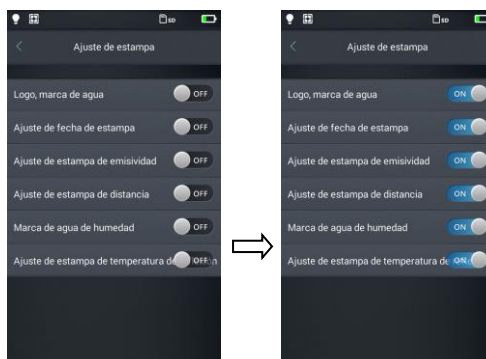 SD
Ajuste de estampa
Logo, marca de agua OFF
Ajuste de fecha de estampa OFF
Ajuste de estampa de emisividad OFF
Ajuste de estampa de distancia OFF
Marca de agua de humedad OFF
Ajuste de estampa de temperatura OFF
SD
Ajuste de estampa
Logo, marca de agua ON
Ajuste de fecha de estampa ON
Ajuste de estampa de emisividad ON
Ajuste de estampa de distancia ON
Marca de agua de humedad ON
Ajuste de estampa de temperatura de ON